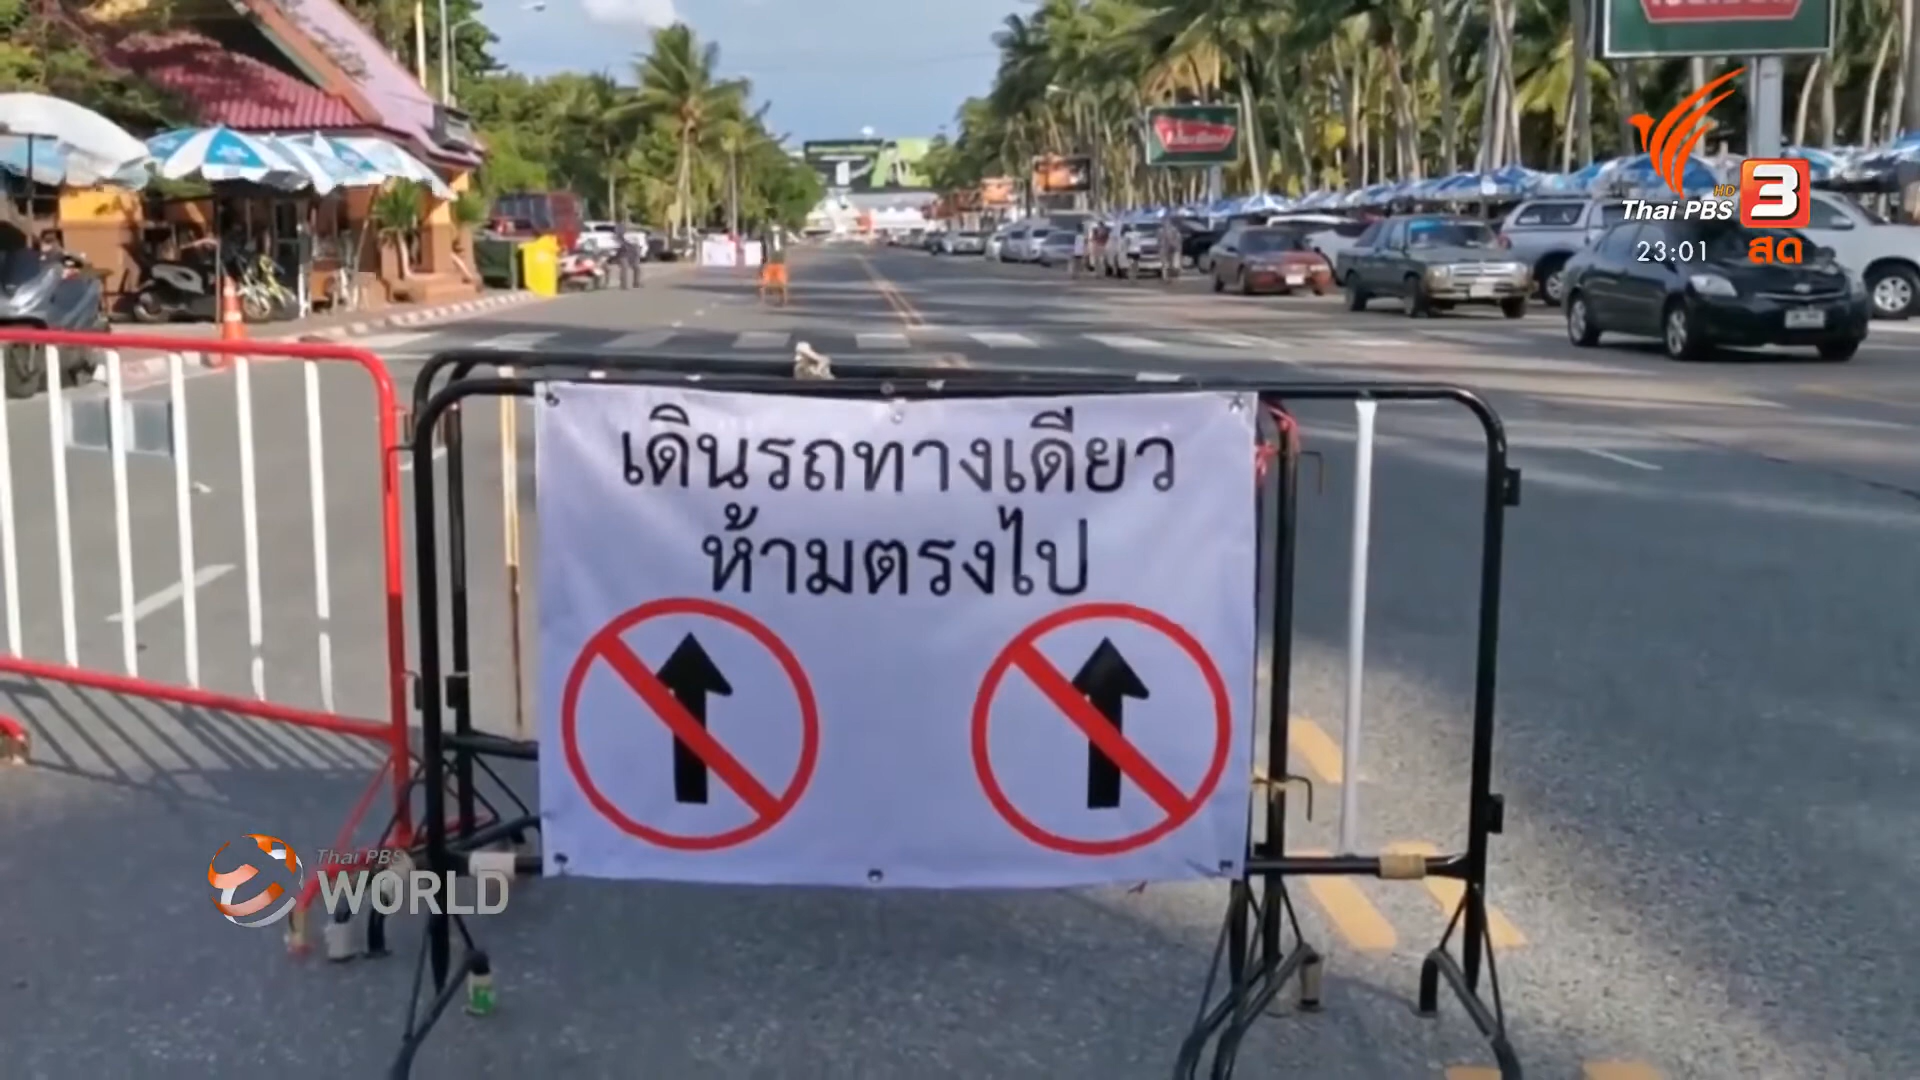 HD
Thai PBS 3
23:01 สด
เดินรถทางเดียว
ห้ามตรงไป
Thai PBS
WORLD